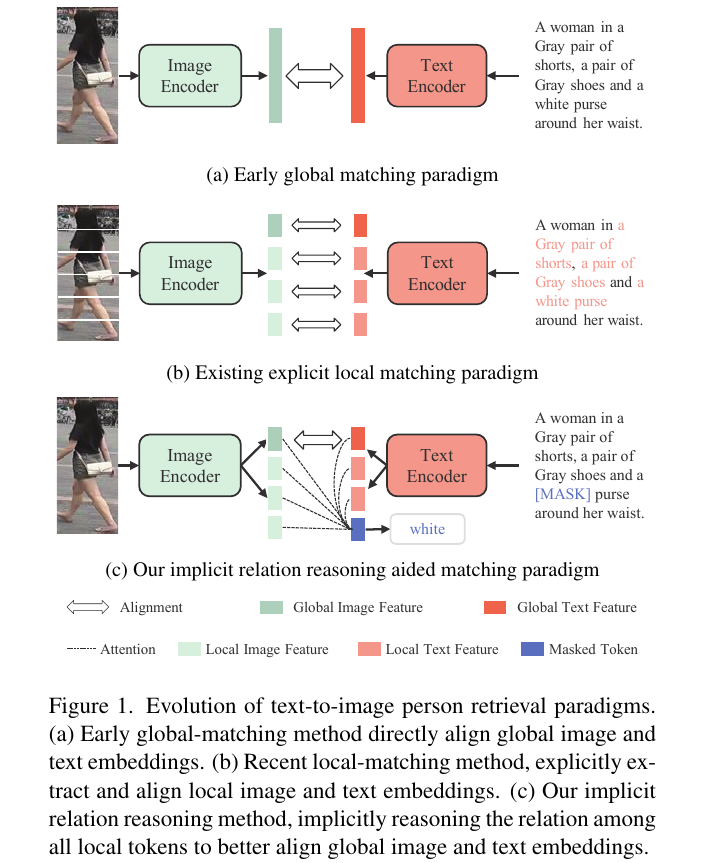 A woman in a
Gray pair of
shorts, a pair of
Gray shoes and a
white purse
around her waist.
Image
Encoder
Text
Encoder
(a) Early global matching paradigm
A woman in a
Gray pair of
shorts, a pair of
Gray shoes and a
white purse
around her waist.
Image
Encoder
Text
Encoder
(b) Existing explicit local matching paradigm
A woman in a
Gray pair of
shorts, a pair of
Gray shoes and a
[MASK] purse
around her waist.
Image
Encoder
Text
Encoder
white
(c) Our implicit relation reasoning aided matching paradigm
Alignment Global Image Feature Global Text Feature
Attention Local Image Feature Local Text Feature Masked Token
Figure 1. Evolution of text-to-image person retrieval paradigms.
(a) Early global-matching method directly align global image and
text embeddings. (b) Recent local-matching method, explicitly ex-
tract and align local image and text embeddings. (c) Our implicit
relation reasoning method, implicitly reasoning the relation among
all local tokens to better align global image and text embeddings.